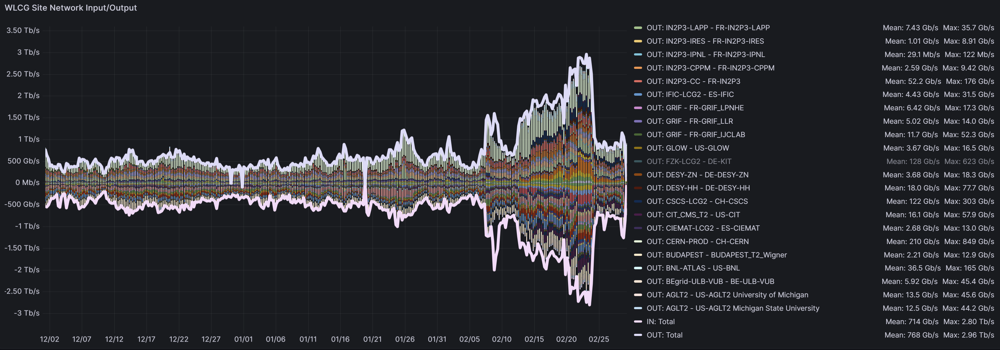 WLCG Site Network Input/Output
3.50 Tb/s
3 Tb/s
2.50 Tb/s
2 Tb/s
1.50 Tb/s
1 Tb/s
500 Gb/s
0 Mb/s
-500 Gb/s
-1 Tb/s
-1.50 Tb/s
-2 Tb/s
-2.50 Tb/s
-3 Tb/s
12/02 12/07 12/12 12/17 12/22 12/27 01/01 01/06 01/11 01/16 01/21 01/26 01/31 02/05 02/10 02/15 02/20 02/25
OUT: IN2P3-LAPP - FR-IN2P3-LAPP Mean: 7.43 Gb/s Max: 35.7 Gb/s
OUT: IN2P3-IRES - FR-IN2P3-IRES Mean: 1.01 Gb/s Max: 8.91 Gb/s
OUT: IN2P3-IPNL - FR-IN2P3-IPNL Mean: 29.1 Mb/s Max: 122 Mb/s
OUT: IN2P3-CPPM - FR-IN2P3-CPPM Mean: 2.59 Gb/s Max: 9.42 Gb/s
OUT: IN2P3-CC - FR-IN2P3 Mean: 52.2 Gb/s Max: 176 Gb/s
OUT: IFIC-LCG2 - ES-IFIC Mean: 4.43 Gb/s Max: 31.5 Gb/s
OUT: GRIF - FR-GRIF_LPNHE Mean: 6.42 Gb/s Max: 17.3 Gb/s
OUT: GRIF - FR-GRIF_LLR Mean: 5.02 Gb/s Max: 14.0 Gb/s
OUT: GRIF - FR-GRIF_IJCLAB Mean: 11.7 Gb/s Max: 52.3 Gb/s
OUT: GLOW - US-GLOW Mean: 3.67 Gb/s Max: 16.5 Gb/s
OUT: FZK-LCG2 - DE-KIT Mean: 128 Gb/s Max: 623 Gb/s
OUT: DESY-ZN - DE-DESY-ZN Mean: 3.68 Gb/s Max: 18.3 Gb/s
OUT: DESY-HH - DE-DESY-HH Mean: 18.0 Gb/s Max: 77.7 Gb/s
OUT: CSCS-LCG2 - CH-CSCS Mean: 122 Gb/s Max: 303 Gb/s
OUT: CIT_CMS_T2 - US-CIT Mean: 16.1 Gb/s Max: 57.9 Gb/s
OUT: CIEMAT-LCG2 - ES-CIEMAT Mean: 2.68 Gb/s Max: 13.0 Gb/s
OUT: CERN-PROD - CH-CERN Mean: 210 Gb/s Max: 849 Gb/s
OUT: BUDAPEST - BUDAPEST_T2_Wigner Mean: 2.21 Gb/s Max: 12.9 Gb/s
OUT: BNL-ATLAS - US-BNL Mean: 36.5 Gb/s Max: 165 Gb/s
OUT: BEgrid-ULB-VUB - BE-ULB-VUB Mean: 5.92 Gb/s Max: 45.4 Gb/s
OUT: AGLT2 - US-AGLT2 University of Michigan Mean: 13.5 Gb/s Max: 45.6 Gb/s
OUT: AGLT2 - US-AGLT2 Michigan State University Mean: 12.5 Gb/s Max: 44.2 Gb/s
IN: Total Mean: 714 Gb/s Max: 2.80 Tb/s
OUT: Total Mean: 768 Gb/s Max: 2.96 Tb/s